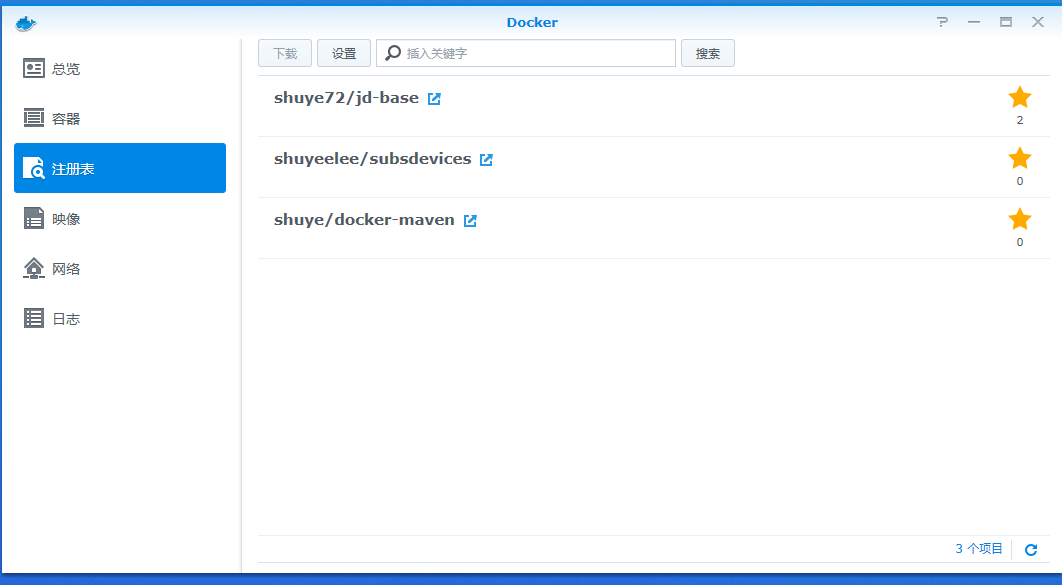 Docker
总览
容器
注册表
映像
网络
日志
下载 设置 插入关键字 搜索
shuye72/jd-base
2
shuyeelee/subsdevices
0
shuye/docker-maven
0
3 个项目